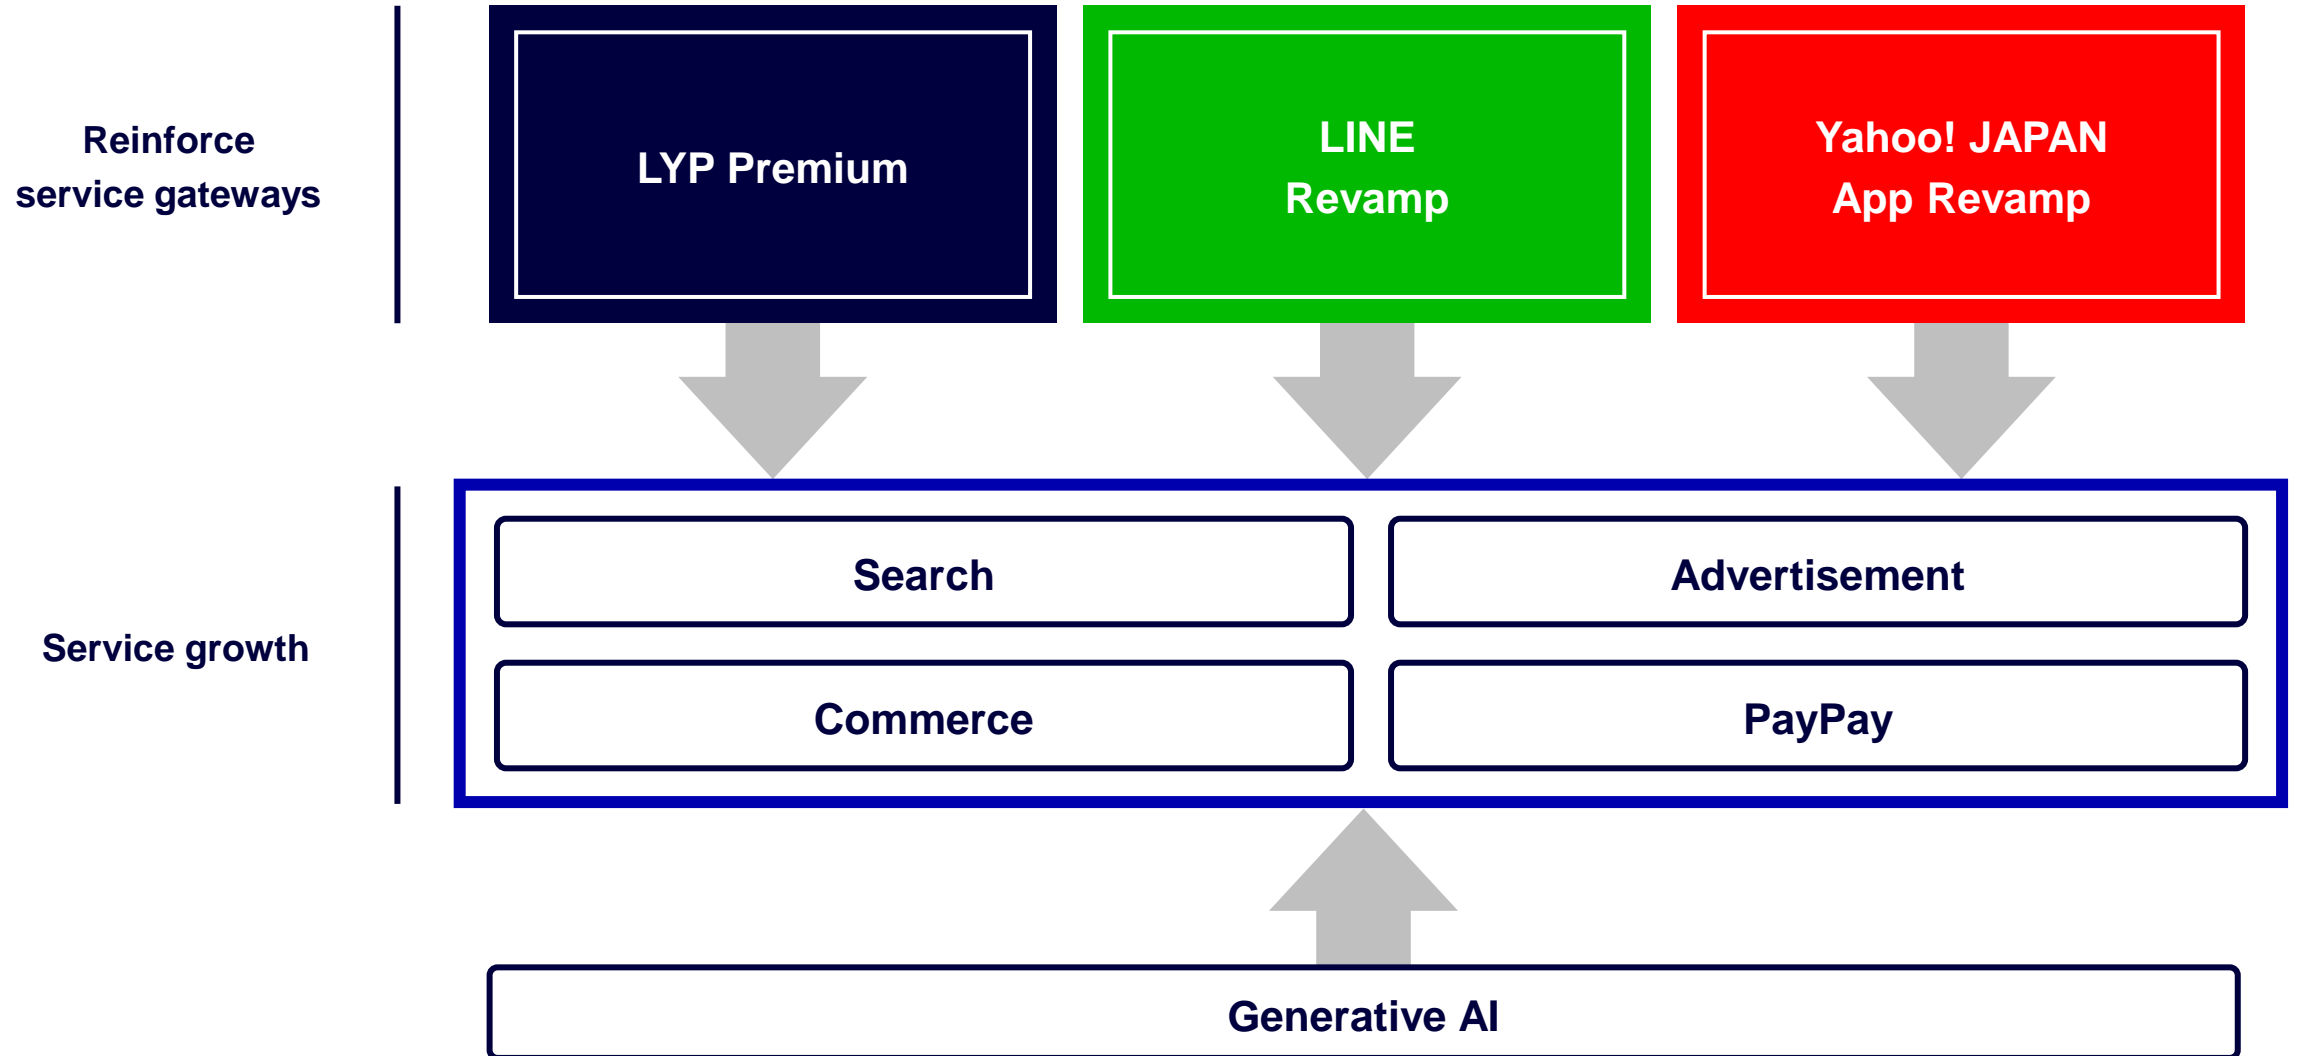 Reinforce
service gateways
LYP Premium
LINE
Revamp
Yahoo! JAPAN
App Revamp
Service growth
Search
Advertisement
Commerce
PayPay
Generative AI